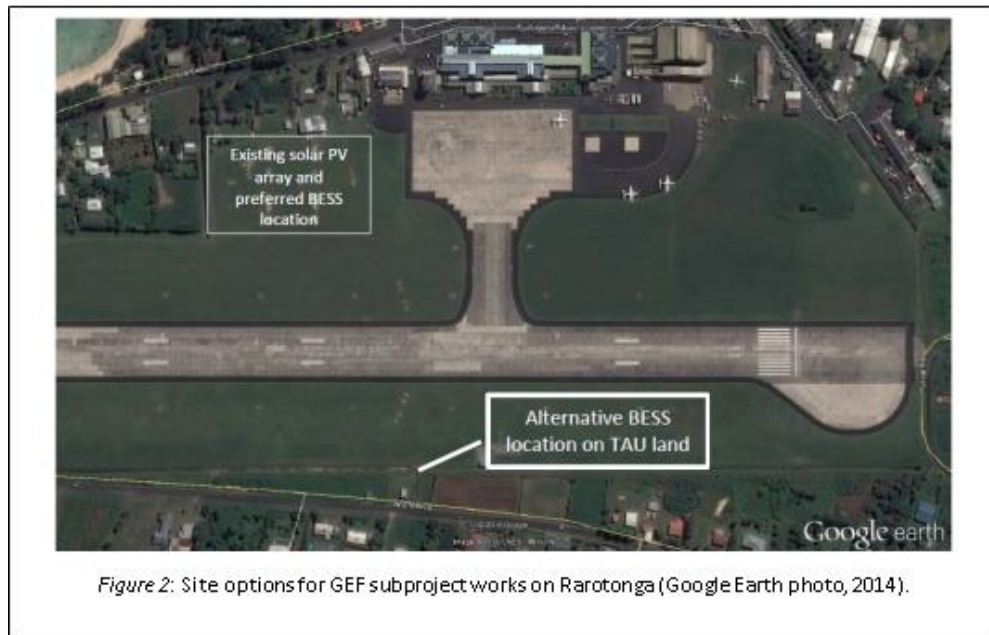 Existing solar PV
array and
preferred BESS
location
Alternative BESS
location on TAU land
Google earth
Figure 2: Site options for GEF subproject works on Rarotonga (Google Earth photo, 2014).